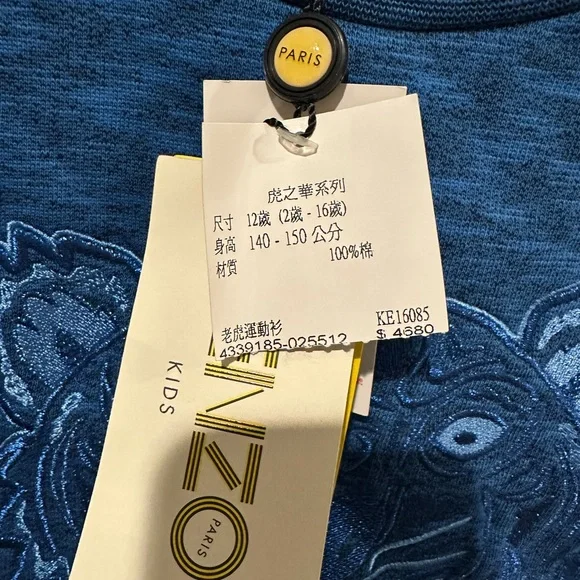 PARIS
虎之華系列
尺寸 12歲 (2歲 - 16歲)
身高 140 - 150 公分
材質 100%棉
老虎運動衫 KE16085
4339185-025512 $ 4680
KIDS
PARIS